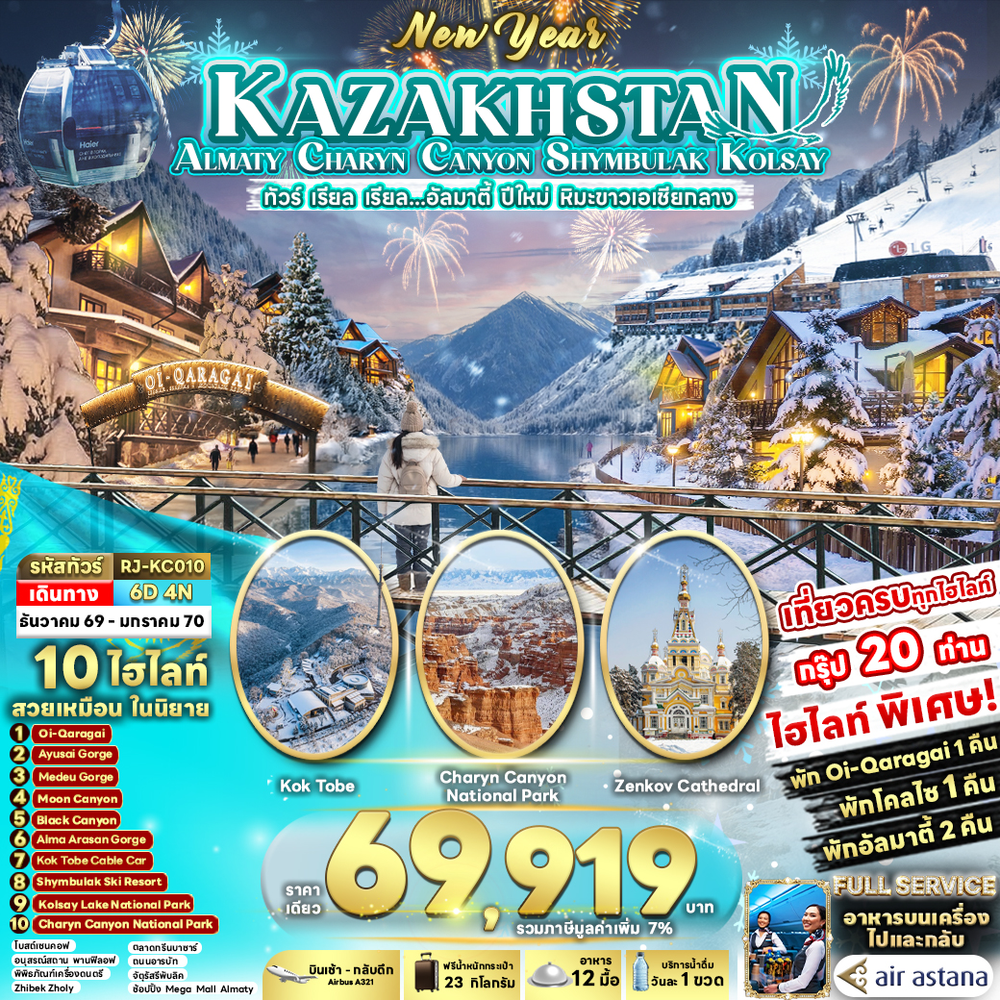 New Year
KAZAKHSTAN
ALMATY CHARYN CANYON SHYMBULAK KOLSAY
ทัวร์ เรียล เรียล...อัลมาตี้ ปีใหม่ หิมะขาวเอเชียกลาง
Haier
LG
OI-QARAGAI
รหัสทัวร์ RJ-KC010
เดินทาง 6D 4N
ธันวาคม 69 - มกราคม 70
10 ไฮไลท์
สวยเหมือน ในนิยาย
1 Oi-Qaragai
2 Ayusai Gorge
3 Medeu Gorge
4 Moon Canyon
5 Black Canyon
6 Alma Arasan Gorge
7 Kok Tobe Cable Car
8 Shymbulak Ski Resort
9 Kolsay Lake National Park
10 Charyn Canyon National Park
โบสถ์เซนคอฟ
อนุสรณ์สถาน พานฟิลอฟ
พิพิธภัณฑ์เครื่องดนตรี
Zhibek Zholy
ตลาดกรีนบาซาร์
ถนนอารบัท
จัตุรัสรีพับลิค
ช้อปปิ้ง Mega Mall Almaty
Kok Tobe
Charyn Canyon
National Park
Zenkov Cathedral
เที่ยวครบทุกไฮไลท์
กรุ๊ป 20 ท่าน
ไฮไลท์ พิเศษ!
พัก Oi-Qaragai 1 คืน
พักโคลไซ 1 คืน
พักอัลมาตี้ 2 คืน
ราคา
เดียว
69,919
บาท
รวมภาษีมูลค่าเพิ่ม 7%
บินเช้า - กลับดึก
Airbus A321
ฟรีน้ำหนักกระเป๋า
23 กิโลกรัม
อาหาร
12 มื้อ
บริการน้ำดื่ม
วันละ 1 ขวด
FULL SERVICE
อาหารบนเครื่อง
ไปและกลับ
air astana